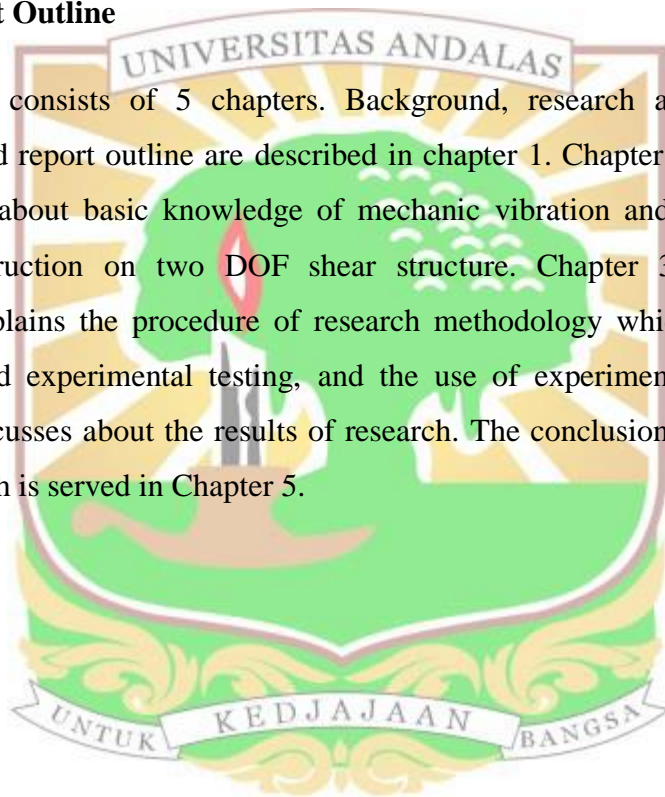 t Outline
UNIVERSITAS ANDALAS
consists of 5 chapters. Background, research a
d report outline are described in chapter 1. Chapter
about basic knowledge of mechanic vibration and
ruction on two DOF shear structure. Chapter 3
plains the procedure of research methodology whi
d experimental testing, and the use of experimen
cusses about the results of research. The conclusion
n is served in Chapter 5.
UNTUK KEDJAJAAN BANGSA